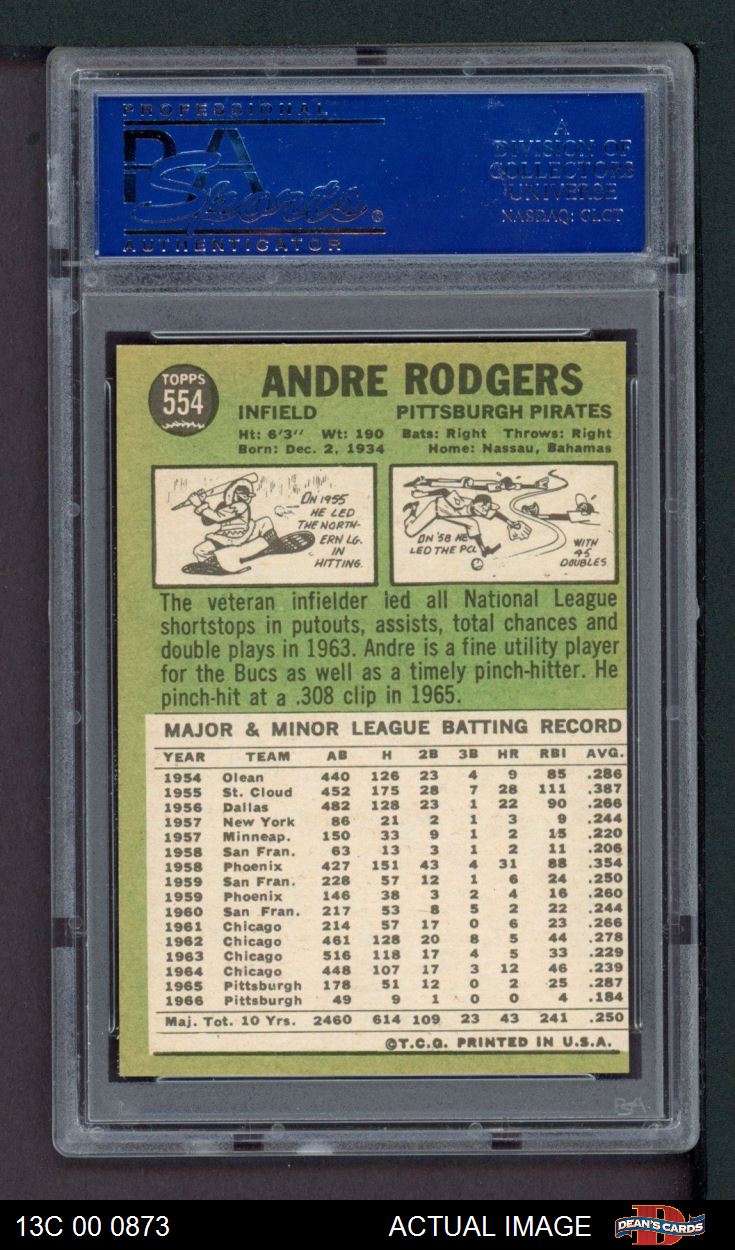 PROFESSIONAL
PSA
Sports®
AUTHENTICATOR
A
DIVISION OF
COLLECTORS
UNIVERSE
NASDAQ: CLCT
TOPPS
554
ANDRE RODGERS
INFIELD PITTSBURGH PIRATES
Ht: 6'3" Wt: 190 Bats: Right Throws: Right
Born: Dec. 2, 1934 Home: Nassau, Bahamas
ON 1955
HE LED
THE NORTH-
ERN LG.
IN
HITTING.
ON '58 HE
LED THE PCL
WITH
45
DOUBLES
The veteran infielder led all National League
shortstops in putouts, assists, total chances and
double plays in 1963. Andre is a fine utility player
for the Bucs as well as a timely pinch-hitter. He
pinch-hit at a .308 clip in 1965.
MAJOR & MINOR LEAGUE BATTING RECORD
YEAR TEAM AB H 2B 3B HR RBI AVG.
1954 Olean 440 126 23 4 9 85 .286
1955 St. Cloud 452 175 28 7 28 111 .387
1956 Dallas 482 128 23 1 22 90 .266
1957 New York 86 21 2 1 3 9 .244
1957 Minneap. 150 33 9 1 2 15 .220
1958 San Fran. 63 13 3 1 2 11 .206
1958 Phoenix 427 151 43 4 31 88 .354
1959 San Fran. 228 57 12 1 6 24 .250
1959 Phoenix 146 38 3 2 4 16 .260
1960 San Fran. 217 53 8 5 2 22 .244
1961 Chicago 214 57 17 0 6 23 .266
1962 Chicago 461 128 20 8 5 44 .278
1963 Chicago 516 118 17 4 5 33 .229
1964 Chicago 448 107 17 3 12 46 .239
1965 Pittsburgh 178 51 12 0 2 25 .287
1966 Pittsburgh 49 9 1 0 0 4 .184
Maj. Tot. 10 Yrs. 2460 614 109 23 43 241 .250
©T.C.G. PRINTED IN U.S.A.
PSA
13C 00 0873 ACTUAL IMAGE DEAN'S CARDS